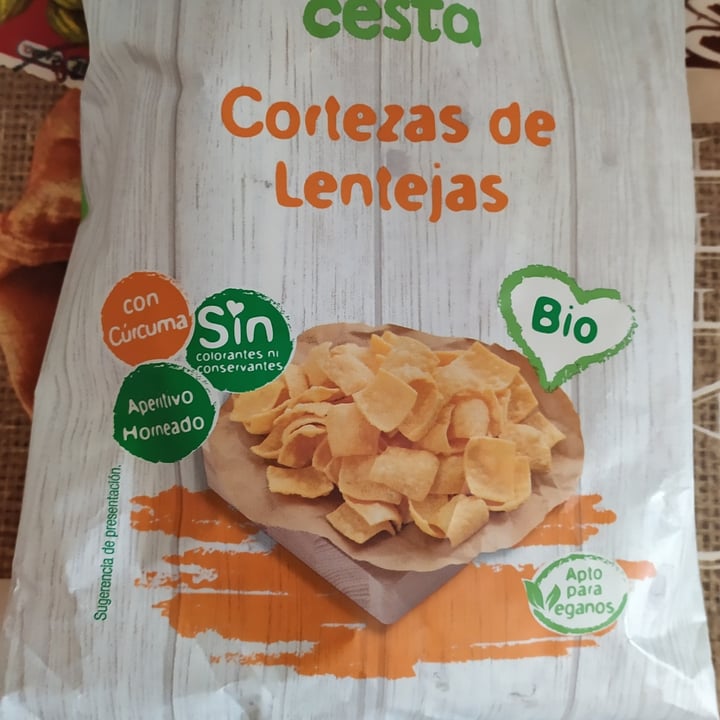 cesta
Cortezas de
Lentejas
con
Cúrcuma
Sin
colorantes ni
conservantes
Aperitivo
Horneado
Bio
Sugerencia de presentación.
Apto
para
Veganos